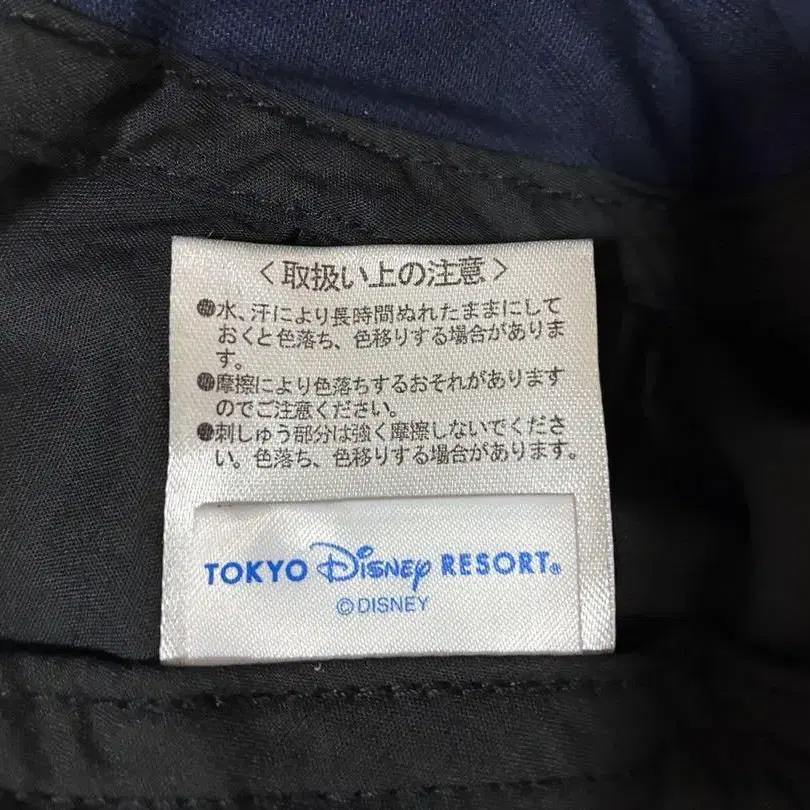 〈取扱い上の注意〉
●水、汗により長時間ぬれたままにして
おくと色落ち、色移りする場合がありま
す。
●摩擦により色落ちするおそれがあります
のでご注意ください。
●刺しゅう部分は強く摩擦しないでくださ
い。色落ち、色移りする場合があります。
TOKYO Disney RESORT®
©DISNEY